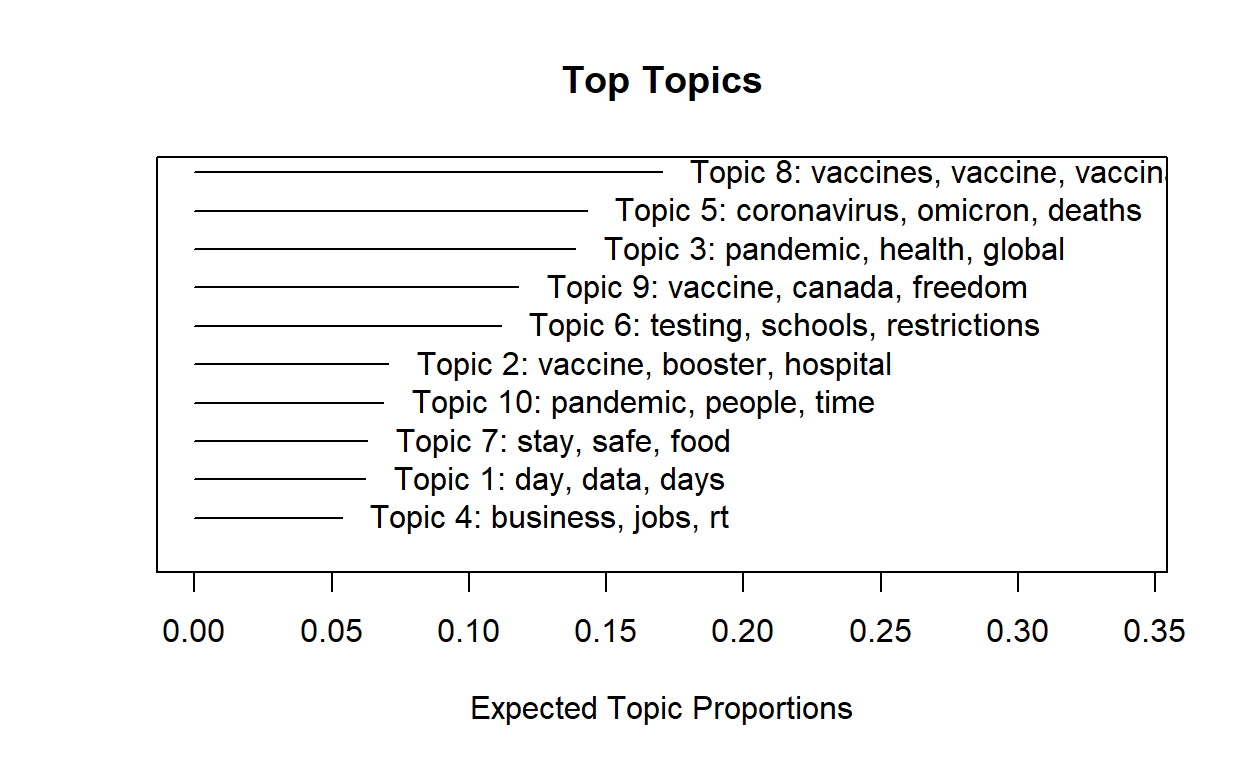 Top Topics
Topic 8: vaccines, vaccine,
Topic 5: coronavirus, omicron, deaths
Topic 3: pandemic, health, global
Topic 9: vaccine, canada, freedom
Topic 6: testing, schools, restrictions
Topic 2: vaccine, booster, hospital
Topic 10: pandemic, people, time
Topic 7: stay, safe, food
Topic 1: day, data, days
Topic 4: business, jobs, rt
0.00 0.05 0.10 0.15 0.20 0.25 0.30 0.35
Expected Topic Proportions